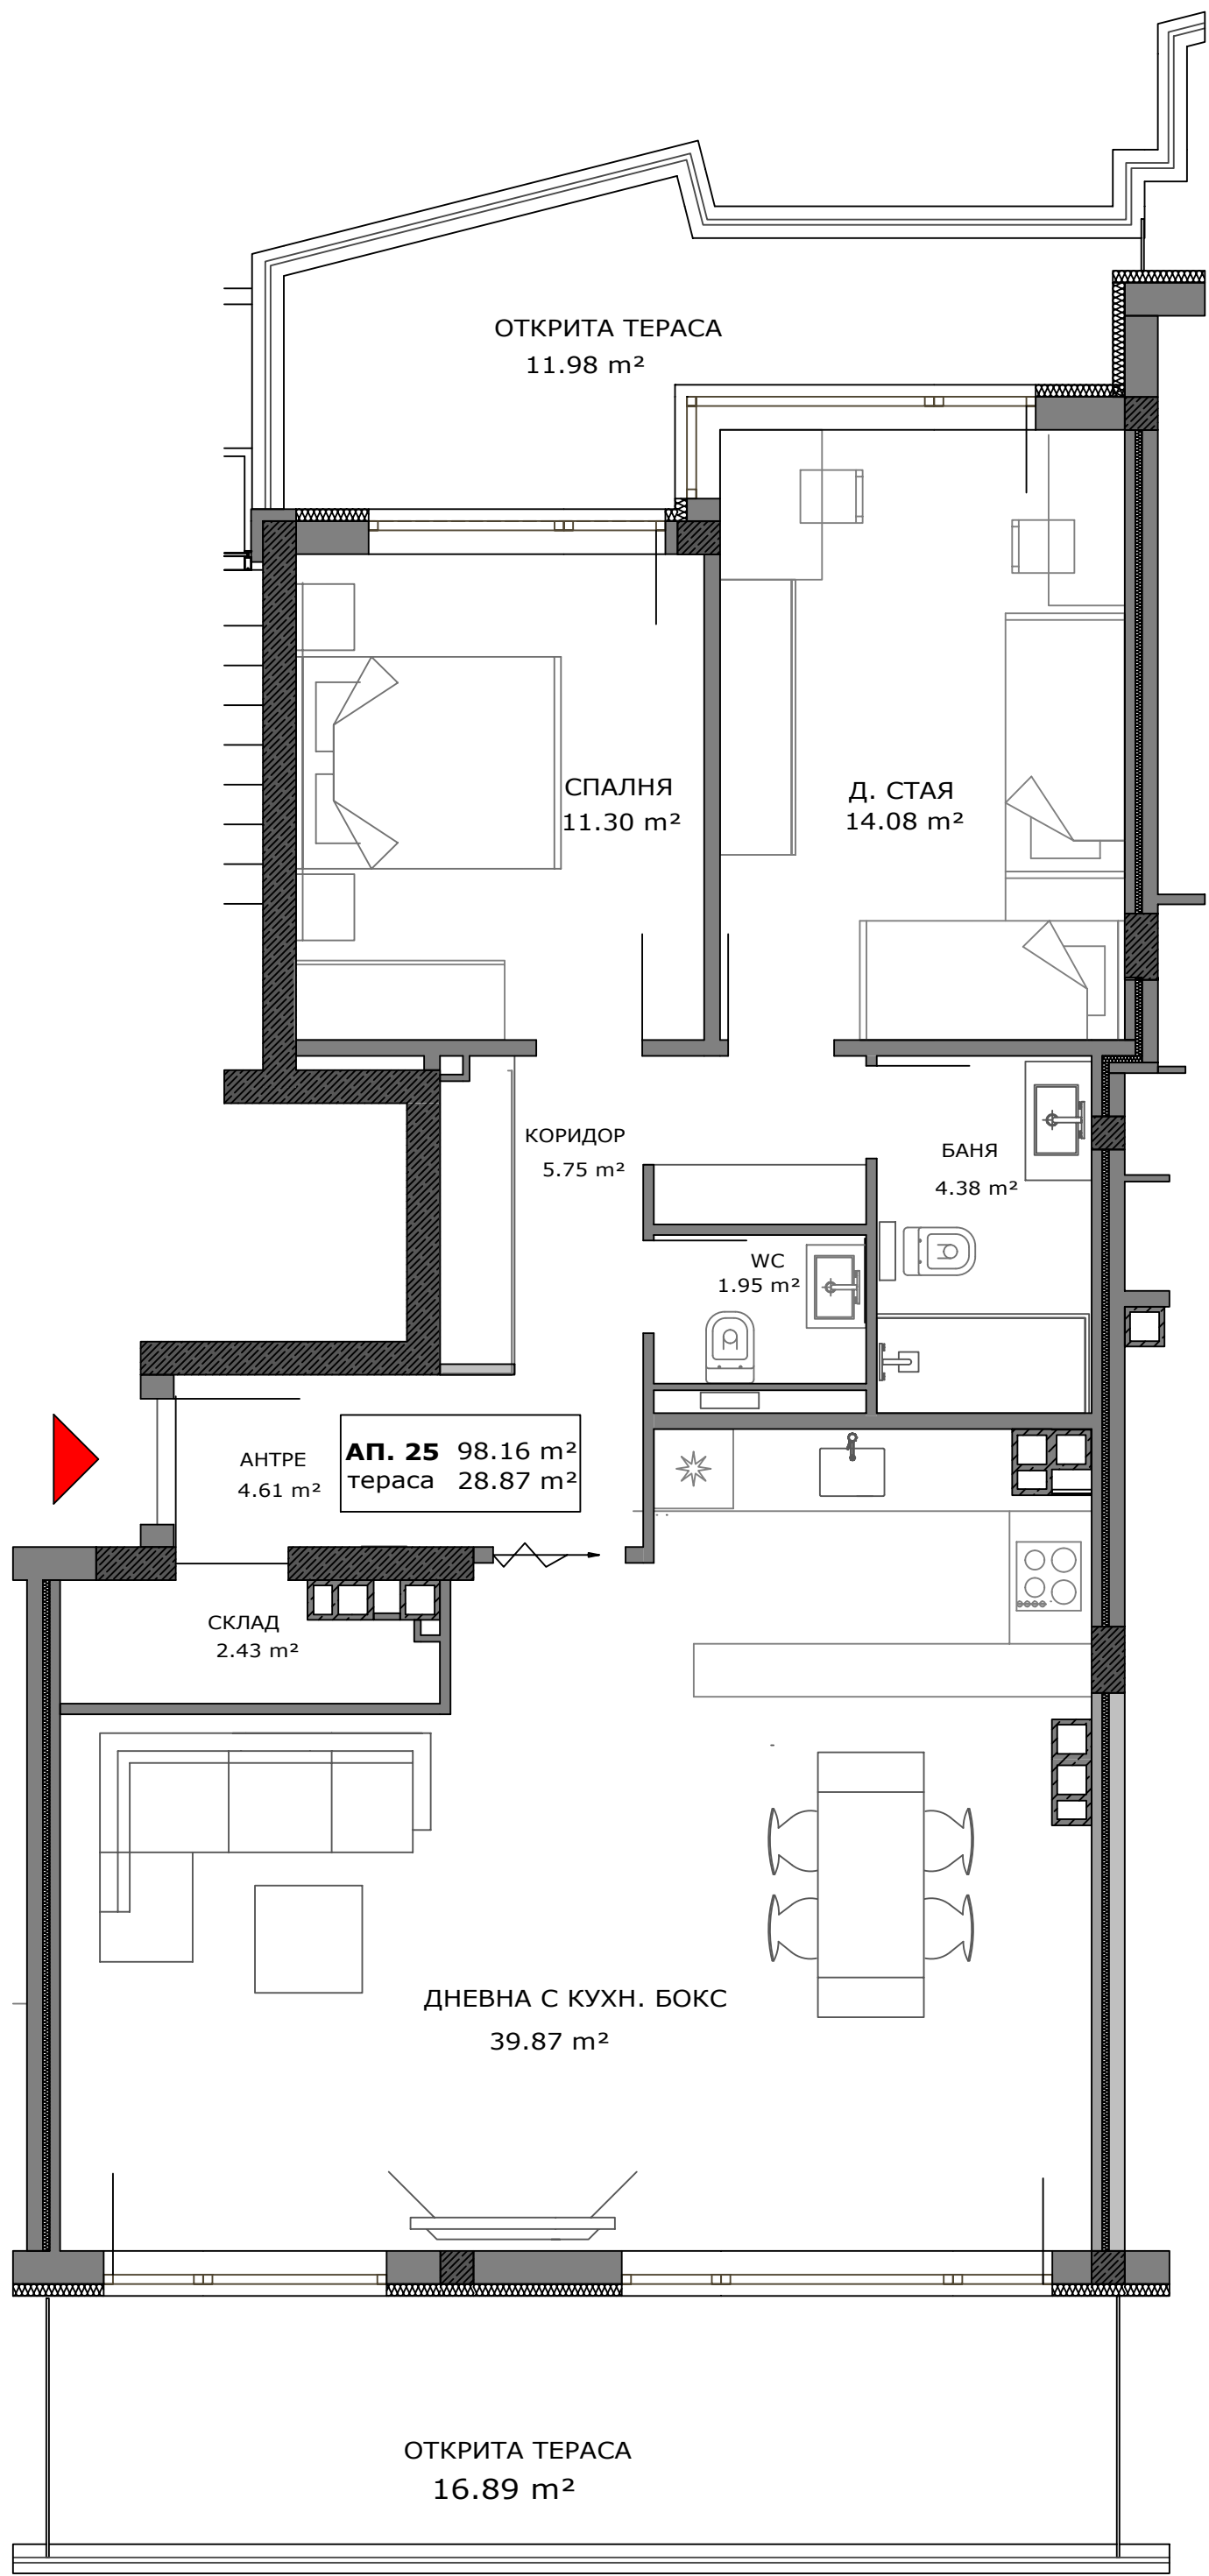 ОТКРИТА ТЕРАСА
11.98 m²
СПАЛНЯ
11.30 m²
Д. СТАЯ
14.08 m²
КОРИДОР
5.75 m²
БАНЯ
4.38 m²
WC
1.95 m²
АНТРЕ
4.61 m²
АП. 25 98.16 m²
тераса 28.87 m²
СКЛАД
2.43 m²
ДНЕВНА С КУХН. БОКС
39.87 m²
ОТКРИТА ТЕРАСА
16.89 m²